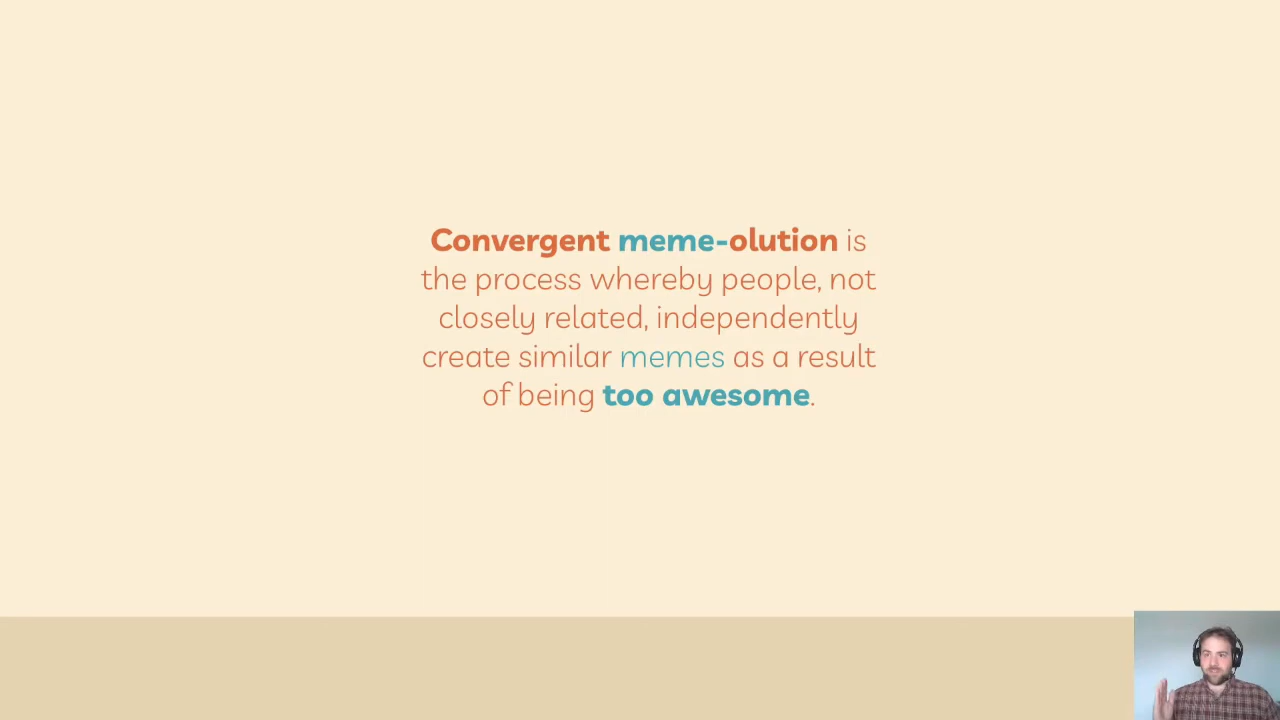 Convergent meme-olution is
the process whereby people, not
closely related, independently
create similar memes as a result
of being too awesome.